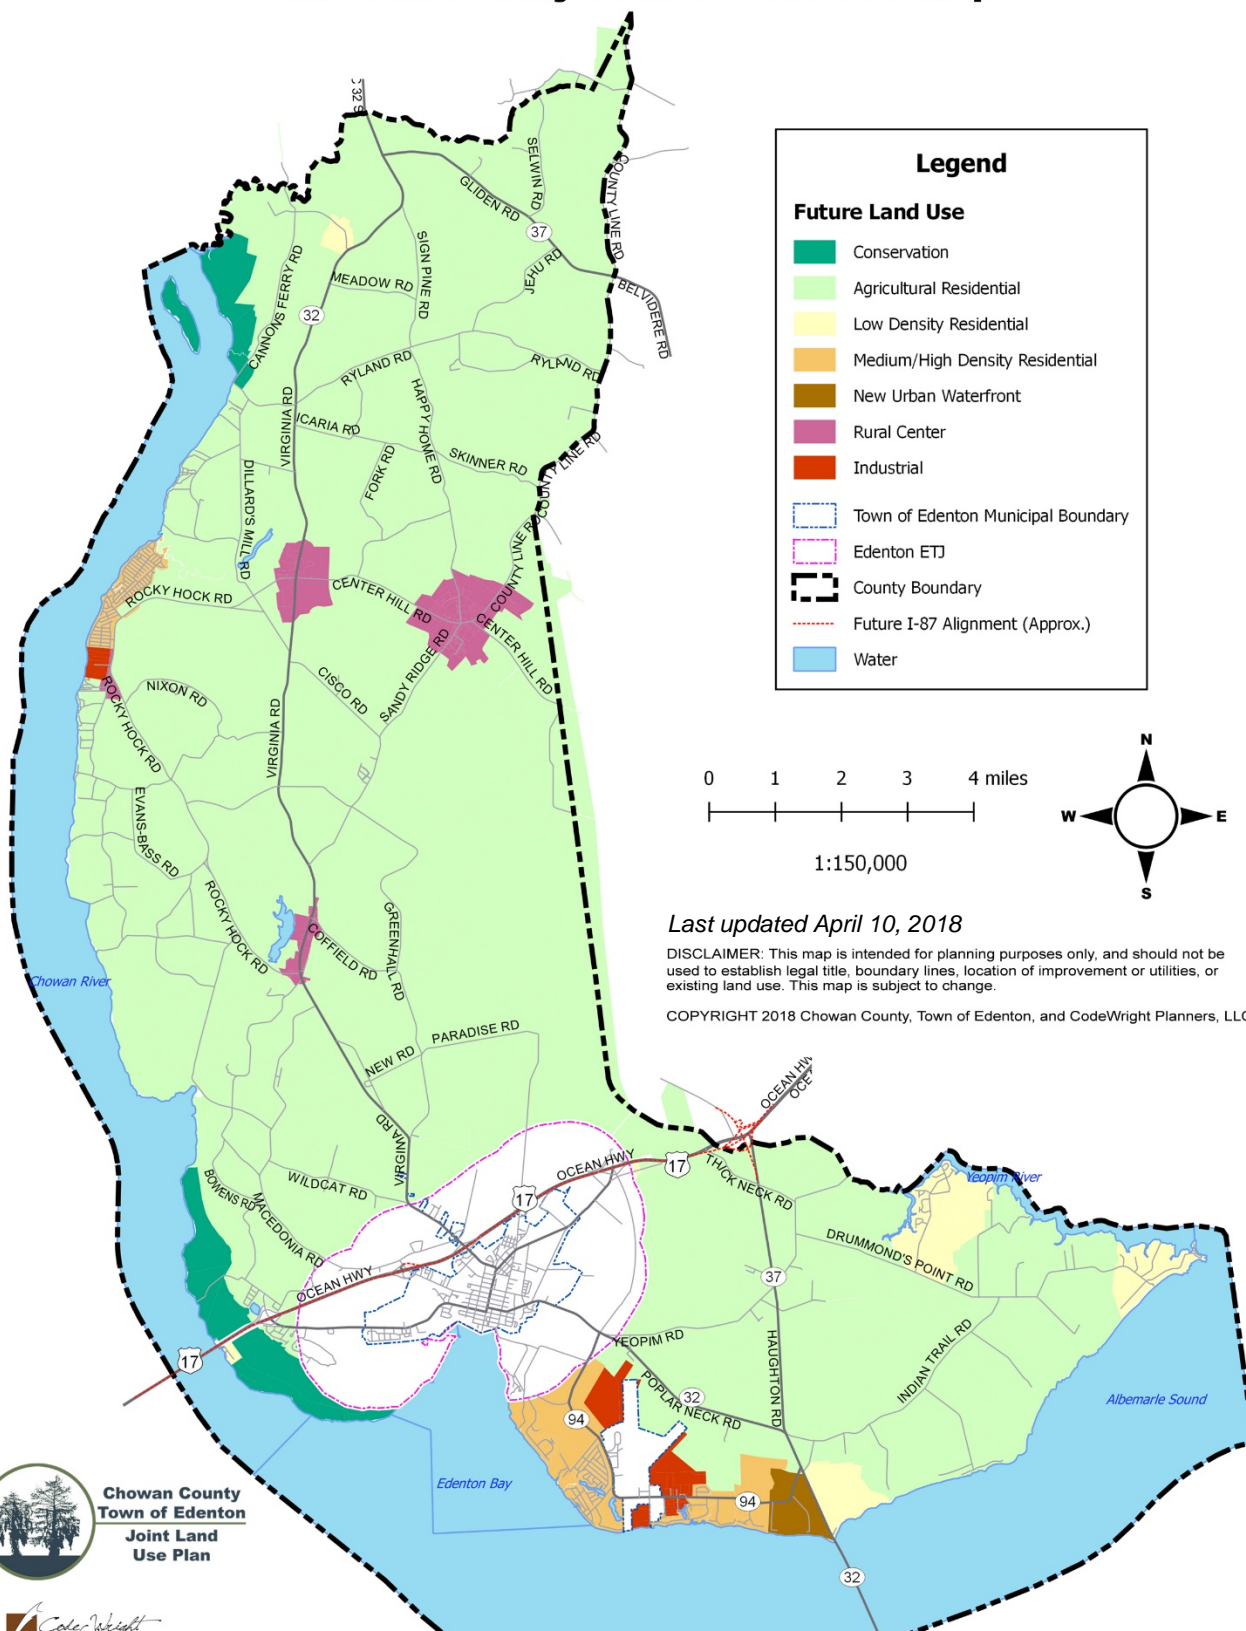 Legend
Future Land Use
Conservation
Agricultural Residential
Low Density Residential
Medium/High Density Residential
New Urban Waterfront
Rural Center
Industrial
Town of Edenton Municipal Boundary
Edenton ETJ
County Boundary
Future I-87 Alignment (Approx.)
Water
0 1 2 3 4 miles
1:150,000
N
W
E
S
Last updated April 10, 2018
DISCLAIMER: This map is intended for planning purposes only, and should not be
used to establish legal title, boundary lines, location of improvement or utilities, or
existing land use. This map is subject to change.
COPYRIGHT 2018 Chowan County, Town of Edenton, and CodeWright Planners, LLC
32
SELWIN RD
GLIDEN RD
COUNTY LINE RD
37
SIGN PINE RD
CANNONS FERRY RD
MEADOW RD
JEHU RD
BELVIDERE RD
32
RYLAND RD
RYLAND RD
VIRGINIA RD
ICARIA RD
HAPPY HOME RD
FORK RD
SKINNER RD
COUNTY LINE RD
DILLARD'S MILL RD
COUNTY LINE RD
ROCKY HOCK RD
CENTER HILL RD
CENTER HILL RD
SANDY RIDGE RD
CISCO RD
NIXON RD
ROCKY HOCK RD
VIRGINIA RD
EVANS-BASS RD
ROCKY HOCK RD
GREENHALL RD
COFFIELD RD
Chowan River
PARADISE RD
NEW RD
VIRGINIA RD
OCEAN HW
OCE
OCEAN HWY
17
THICK NECK RD
Yeopim River
WILDCAT RD
BOWENS RD
MACEDONIA RD
17
DRUMMOND'S POINT RD
OCEAN HWY
37
17
YEOPIM RD
HAUGHTON RD
INDIAN TRAIL RD
POPLAR NECK RD
32
94
Albemarle Sound
Edenton Bay
94
32
Chowan County
Town of Edenton
Joint Land
Use Plan
CodeWright